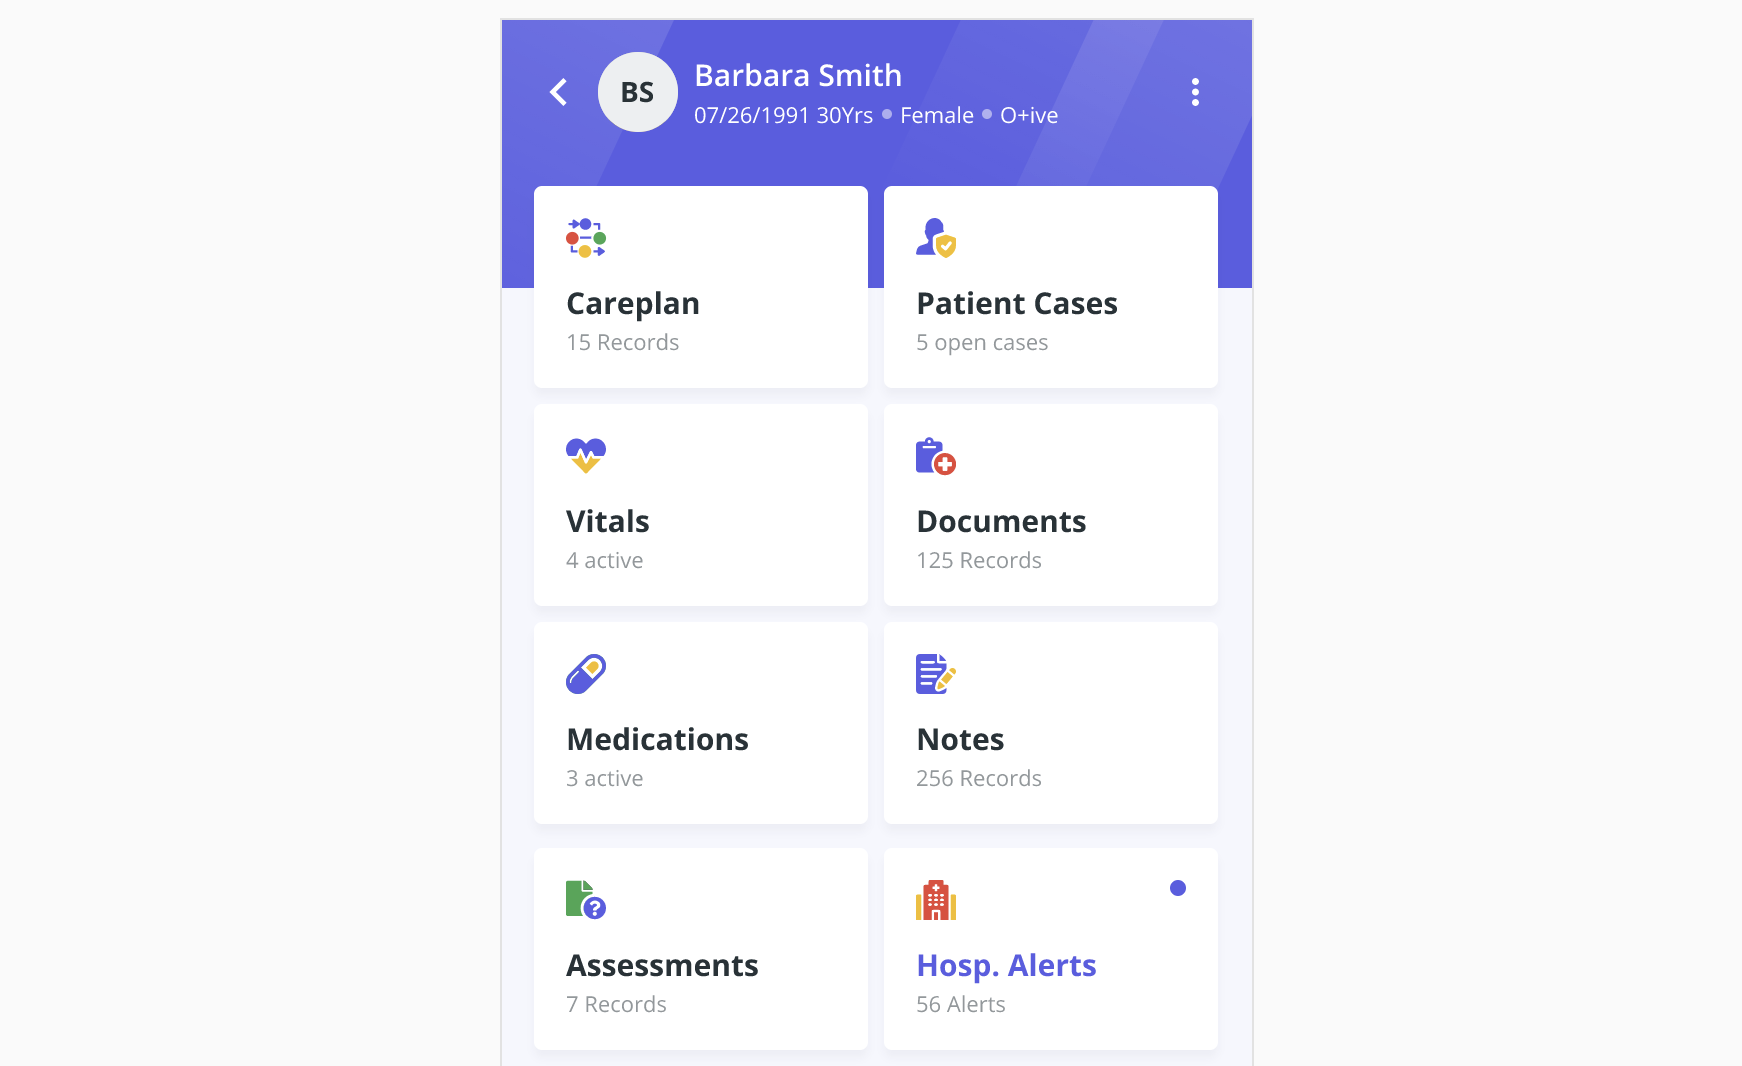 BS
Barbara Smith
07/26/1991 30Yrs • Female • O+ive
Careplan
15 Records
Patient Cases
5 open cases
Vitals
4 active
Documents
125 Records
Medications
3 active
Notes
256 Records
Assessments
7 Records
Hosp. Alerts
56 Alerts